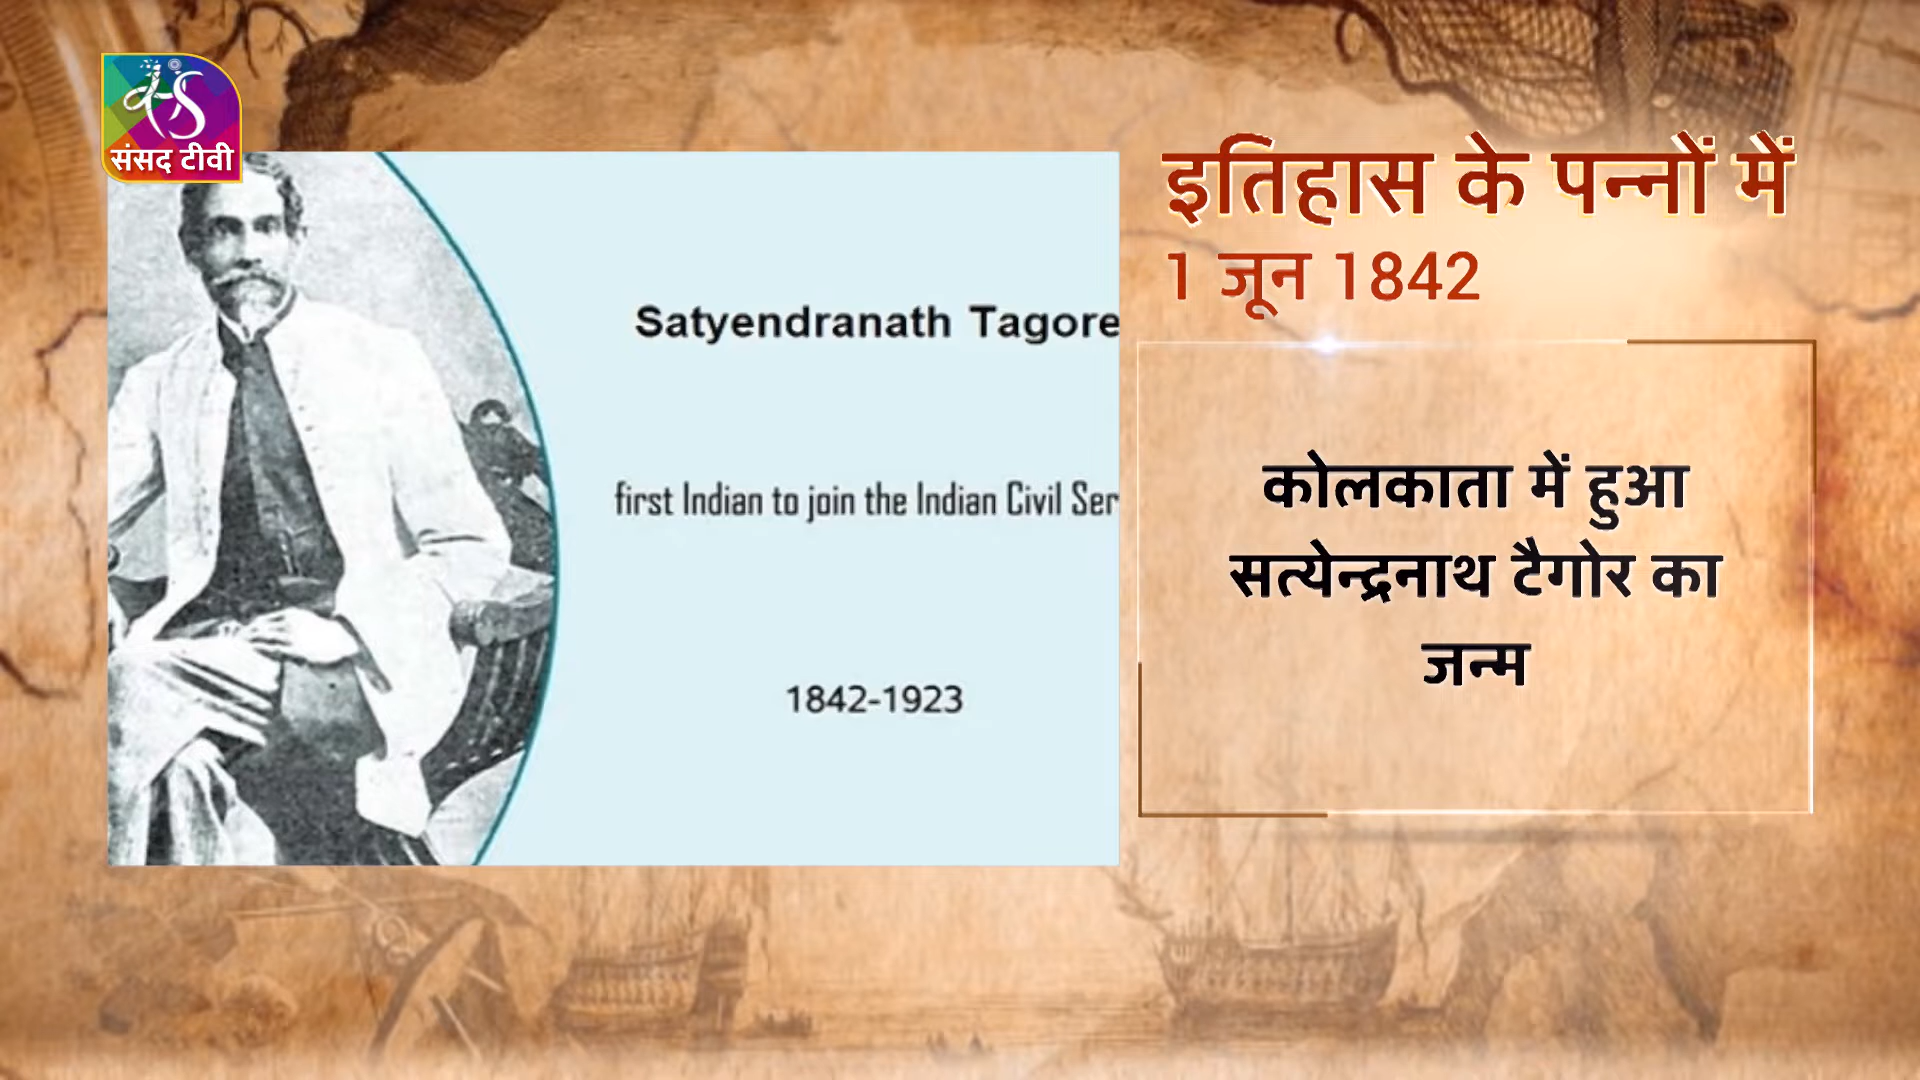 संसद टीवी
इतिहास के पन्नों में
1 जून 1842
Satyendranath Tagore
first Indian to join the Indian Civil Ser
1842-1923
कोलकाता में हुआ
सत्येन्द्रनाथ टैगोर का
जन्म